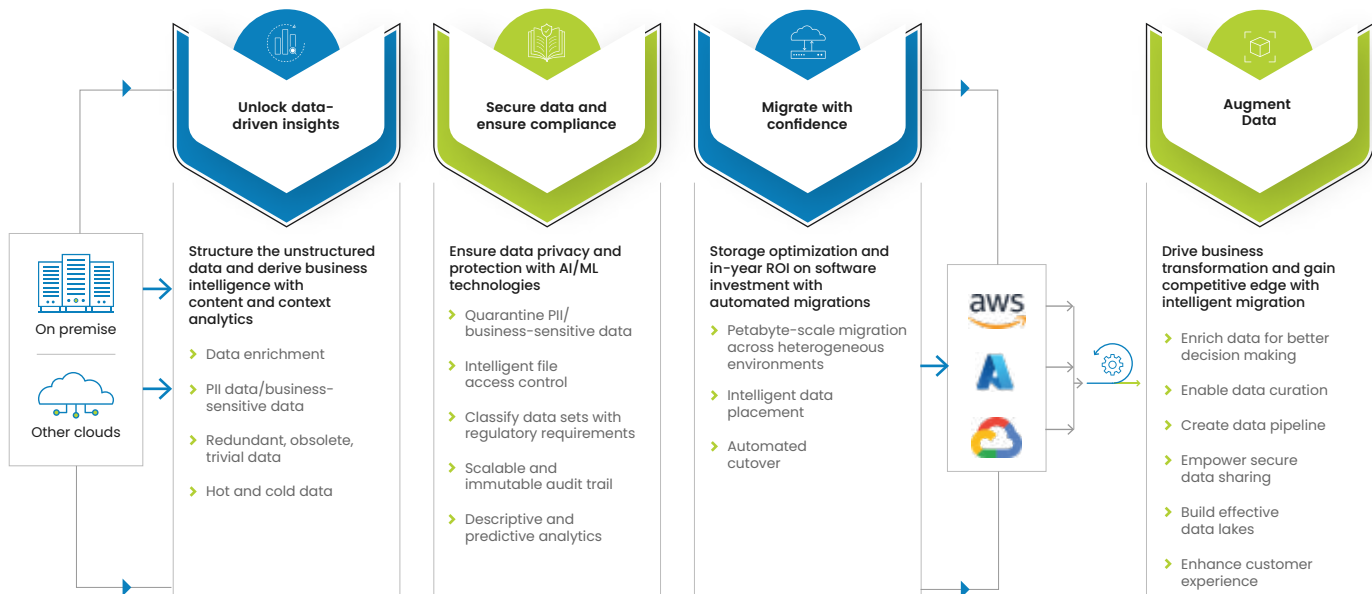 On premise
Other clouds
Unlock data-
driven insights
Structure the unstructured
data and derive business
intelligence with
content and context
analytics
Data enrichment
PII data/business-
sensitive data
Redundant, obsolete,
trivial data
Hot and cold data
Secure data and
ensure compliance
Ensure data privacy and
protection with AI/ML
technologies
Quarantine PII/
business-sensitive data
Intelligent file
access control
Classify data sets with
regulatory requirements
Scalable and
immutable audit trail
Descriptive and
predictive analytics
Migrate with
confidence
Storage optimization and
in-year ROI on software
investment with
automated migrations
Petabyte-scale migration
across heterogeneous
environments
Intelligent data
placement
Automated
cutover
aws
Augment
Data
Drive business
transformation and gain
competitive edge with
intelligent migration
Enrich data for better
decision making
Enable data curation
Create data pipeline
Empower secure
data sharing
Build effective
data lakes
Enhance customer
experience